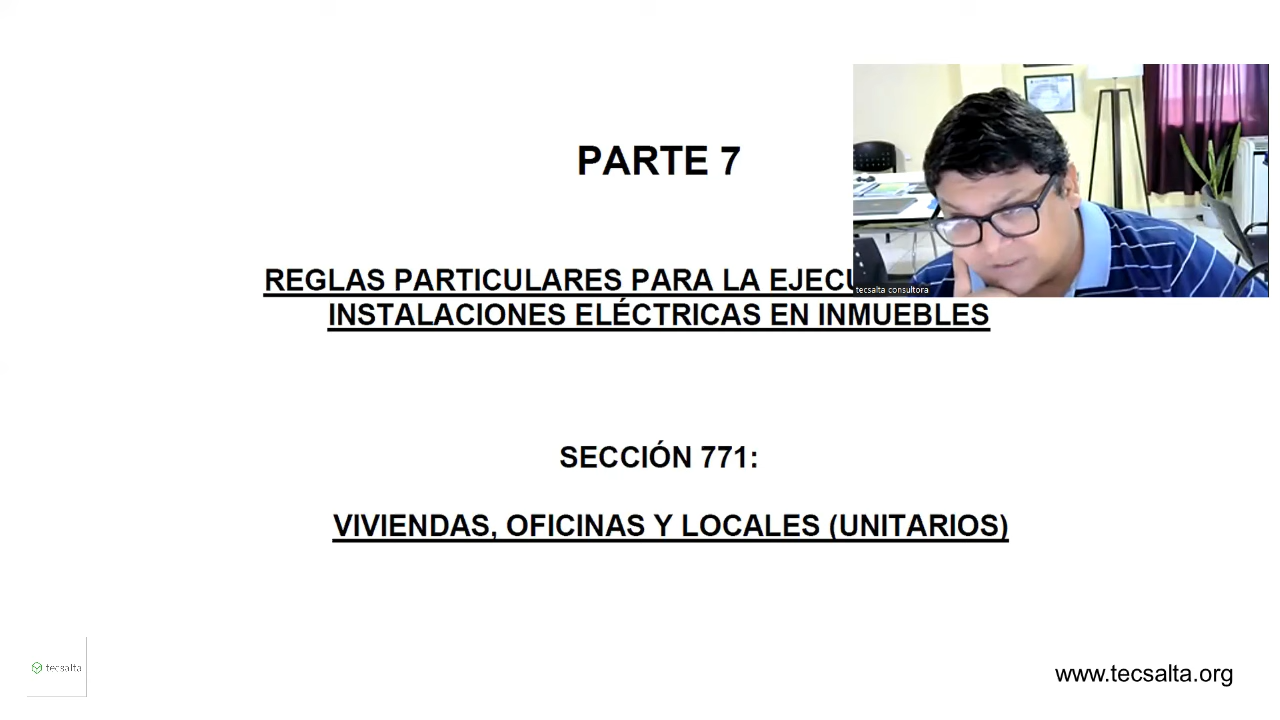 PARTE 7
REGLAS PARTICULARES PARA LA
INSTALACIONES ELÉCTRICAS EN INMUEBLES
tecsalta consultora
SECCIÓN 771:
VIVIENDAS, OFICINAS Y LOCALES (UNITARIOS)
tecsalta
www.tecsalta.org